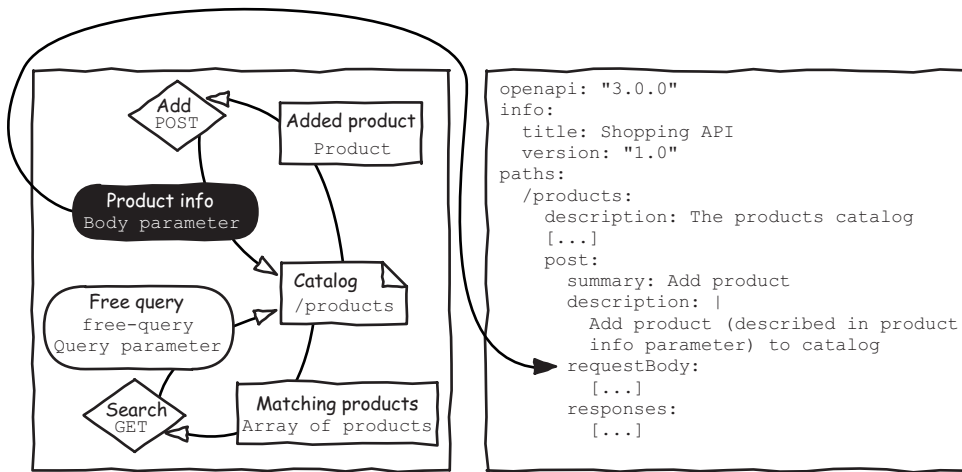 Add
POST
Added product
Product
Product info
Body parameter
Catalog
/products
Free query
free-query
Query parameter
Search
GET
Matching products
Array of products
openapi: "3.0.0"
info:
  title: Shopping API
  version: "1.0"
paths:
  /products:
    description: The products catalog
    [...]
    post:
      summary: Add product
      description: |
        Add product (described in product
        info parameter) to catalog
      requestBody:
        [...]
      responses:
        [...]